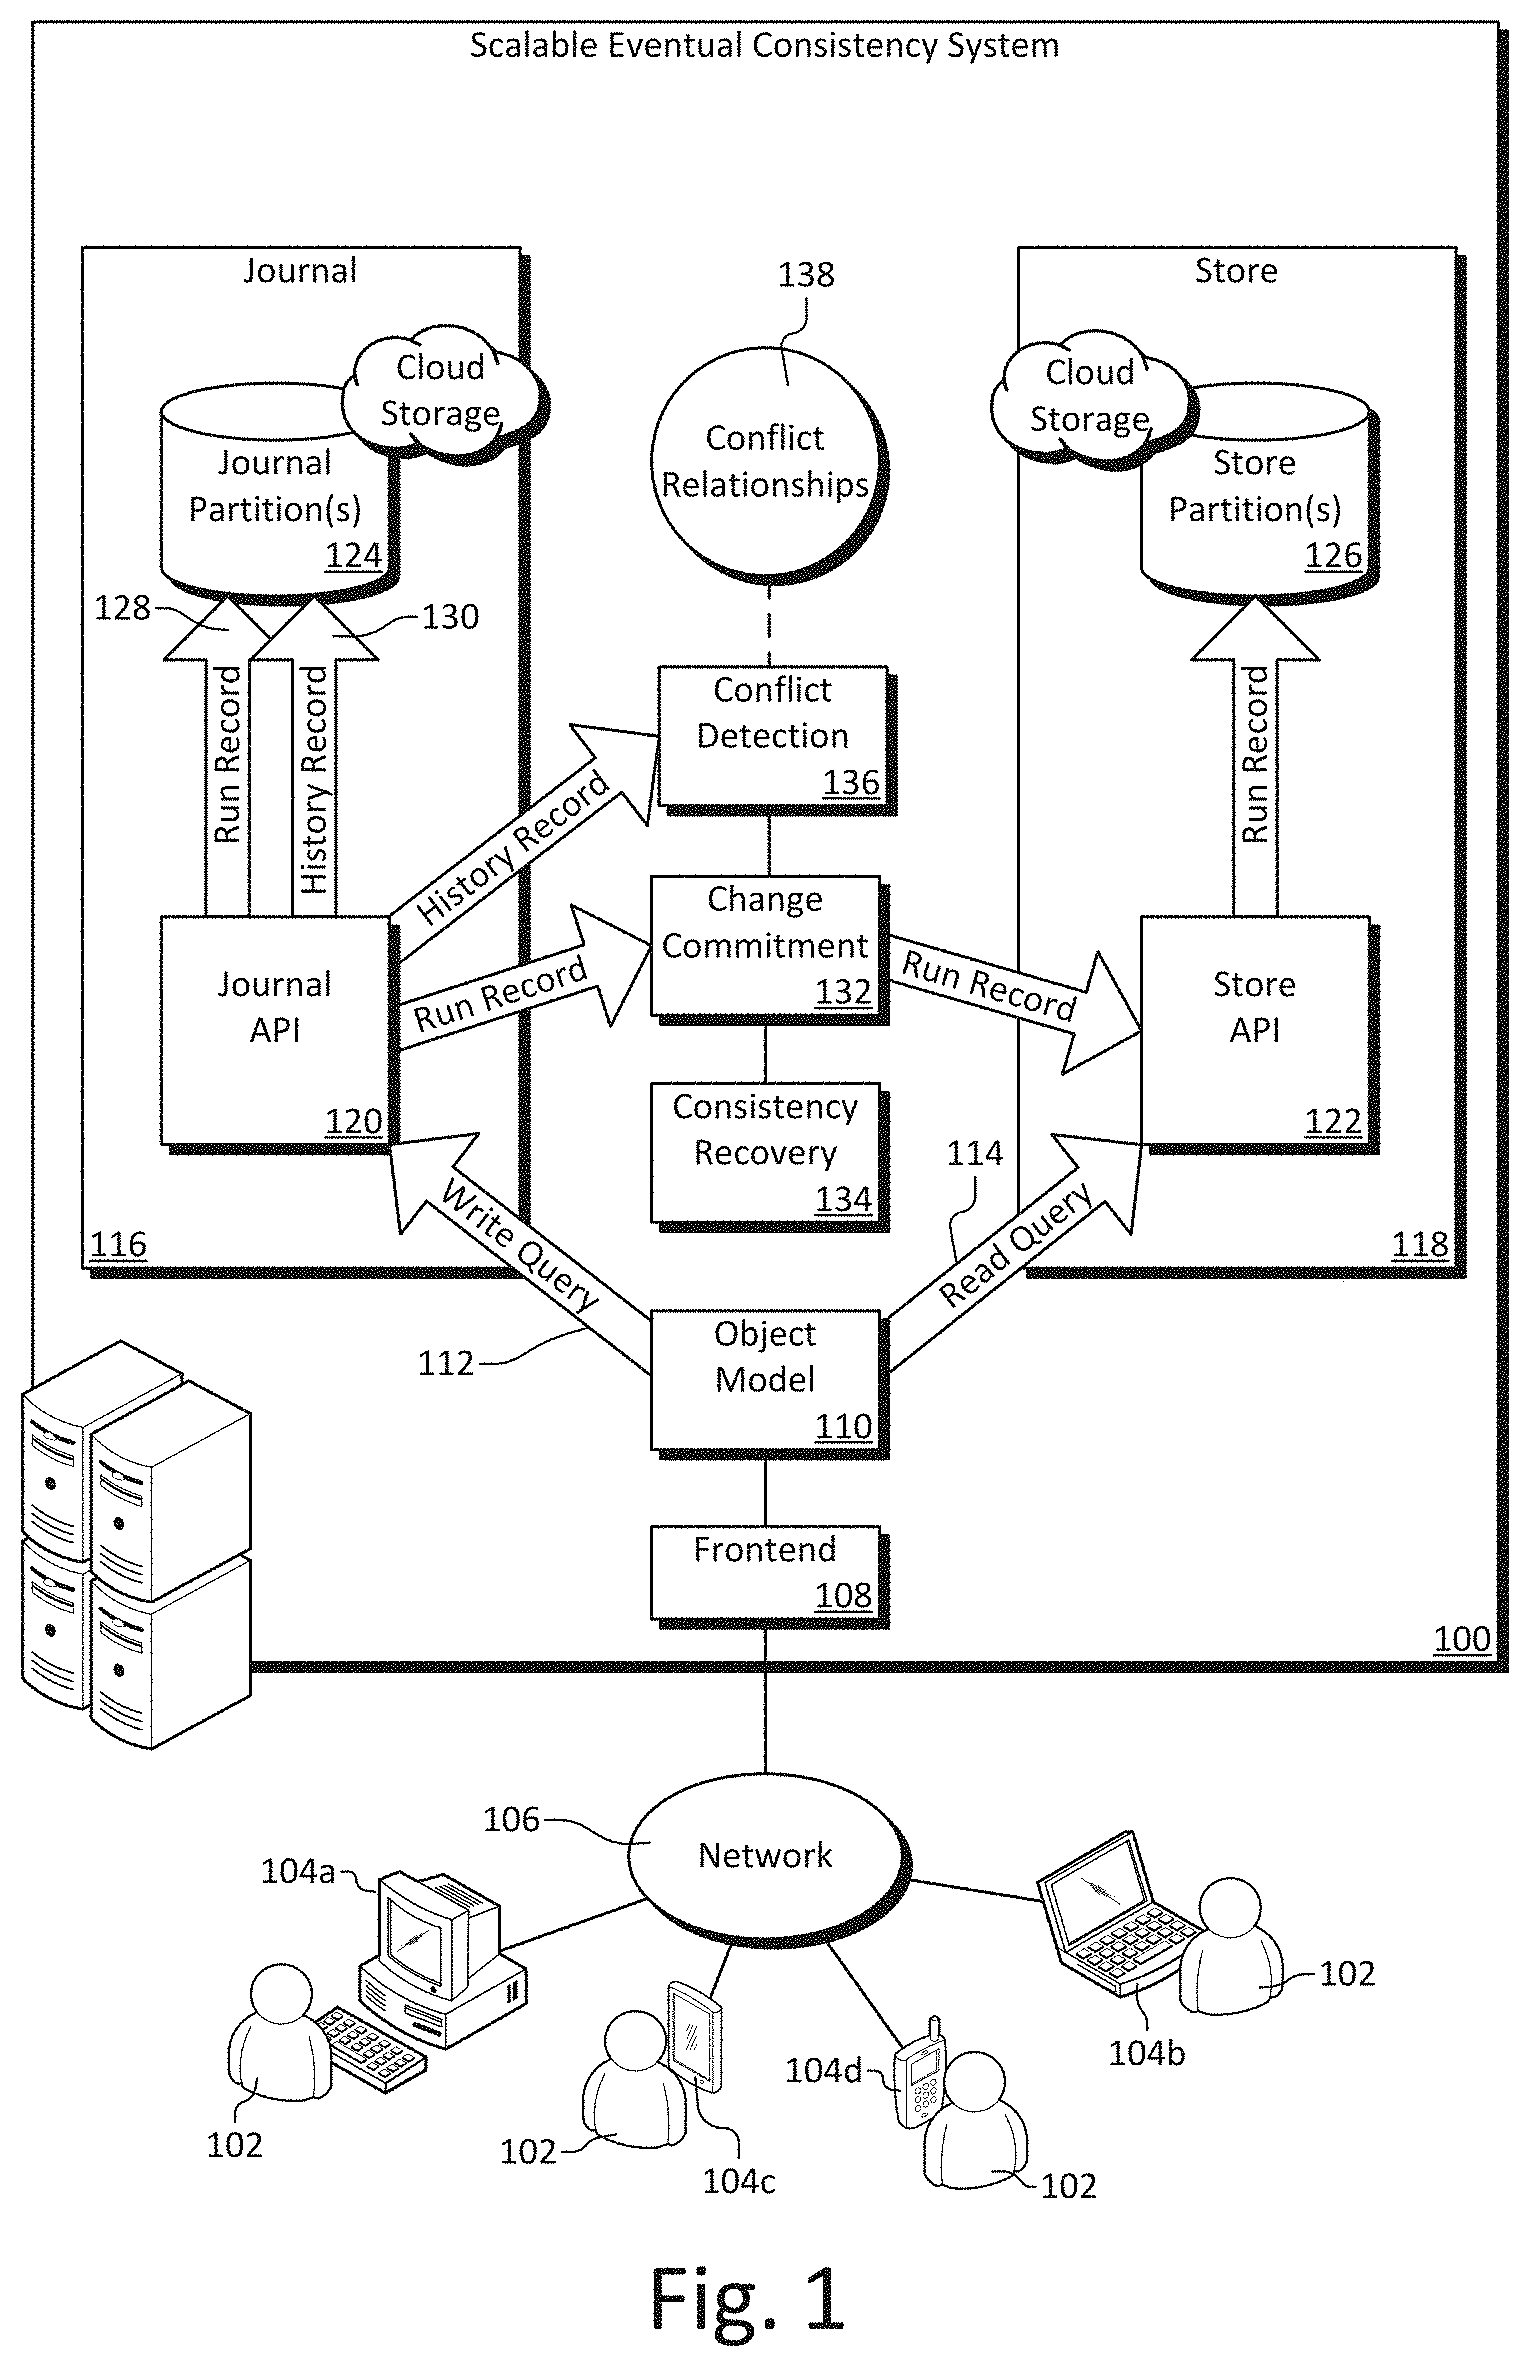 Scalable Eventual Consistency System
Journal
138
Store
Cloud
Storage
Cloud
Storage
Journal
Partition(s)
124
Conflict
Relationships
Store
Partition(s)
126
128
130
Run Record
History Record
Conflict
Detection
136
Run Record
History Record
Change
Commitment
132
Run Record
Run Record
Journal
API
120
Store
API
122
Consistency
Recovery
134
114
Write Query
Read Query
116
118
112
Object
Model
110
Frontend
108
100
106
Network
104a
102
104b
104d
102
102
104c
102
Fig. 1